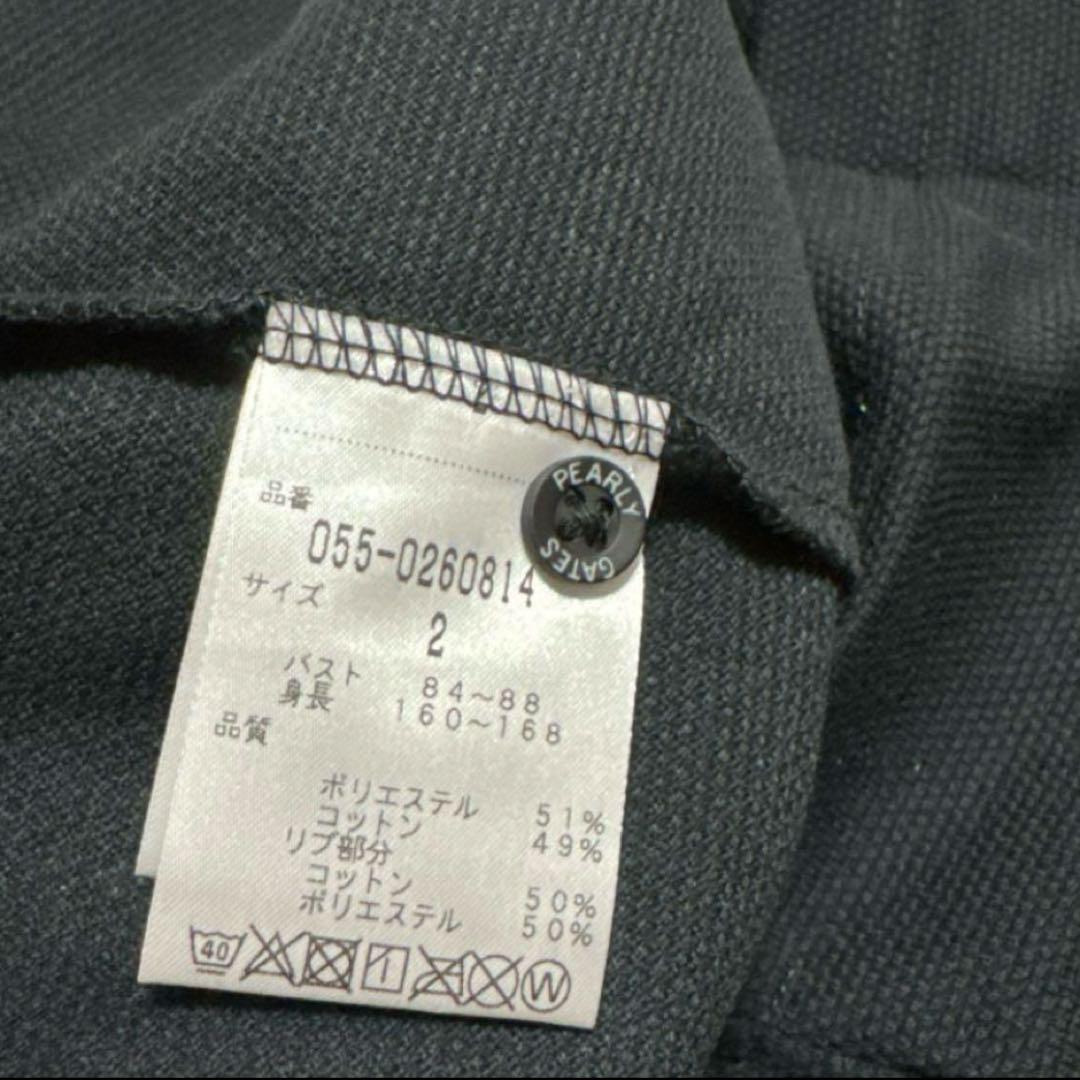 PEARLY
GATES
品番
055-0260814
サイズ
2
バスト 84~88
身長 160~168
品質
ポリエステル 51%
コットン 49%
リブ部分
コットン 50%
ポリエステル 50%
40
W